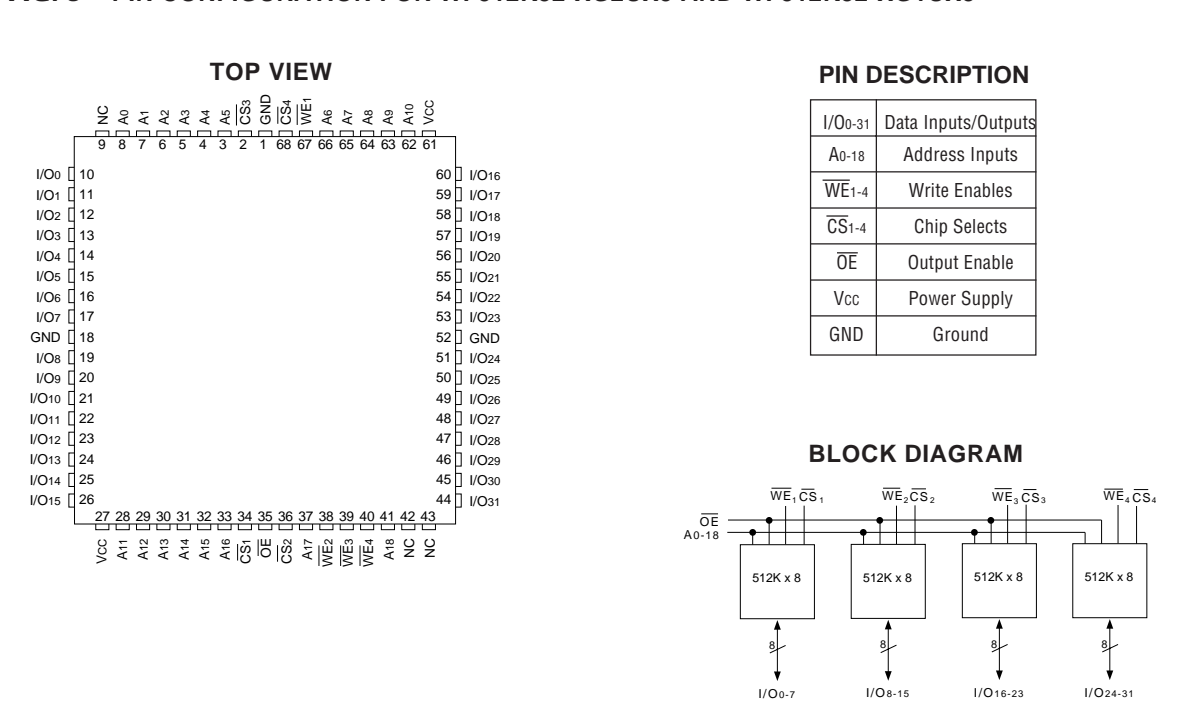 TOP VIEW
NC A0 A1 A2 A3 A4 A5 CS3 GND CS4 WE1 A6 A7 A8 A9 A10 VCC
9 8 7 6 5 4 3 2 1 68 67 66 65 64 63 62 61
I/O0 10 60 I/O16
I/O1 11 59 I/O17
I/O2 12 58 I/O18
I/O3 13 57 I/O19
I/O4 14 56 I/O20
I/O5 15 55 I/O21
I/O6 16 54 I/O22
I/O7 17 53 I/O23
GND 18 52 GND
I/O8 19 51 I/O24
I/O9 20 50 I/O25
I/O10 21 49 I/O26
I/O11 22 48 I/O27
I/O12 23 47 I/O28
I/O13 24 46 I/O29
I/O14 25 45 I/O30
I/O15 26 44 I/O31
27 28 29 30 31 32 33 34 35 36 37 38 39 40 41 42 43
VCC A11 A12 A13 A14 A15 A16 CS1 OE CS2 A17 WE2 WE3 WE4 A18 NC NC
PIN DESCRIPTION
I/O0-31 Data Inputs/Outputs
A0-18 Address Inputs
WE1-4 Write Enables
CS1-4 Chip Selects
OE Output Enable
VCC Power Supply
GND Ground
BLOCK DIAGRAM
WE1 CS1 WE2 CS2 WE3 CS3 WE4 CS4
OE
A0-18
512K x 8 512K x 8 512K x 8 512K x 8
8 8 8 8
I/O0-7 I/O8-15 I/O16-23 I/O24-31